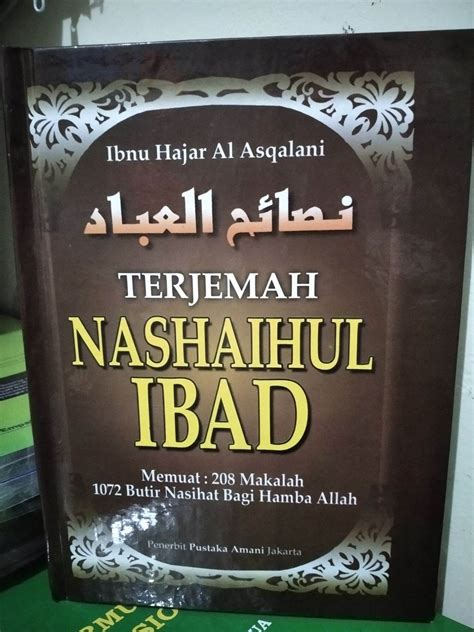 Ibnu Hajar Al Asqalani
نصائح العباد
TERJEMAH
NASHAIHUL
IBAD
Memuat : 208 Makalah
1072 Butir Nasihat Bagi Hamba Allah
Penerbit Pustaka Amani Jakarta